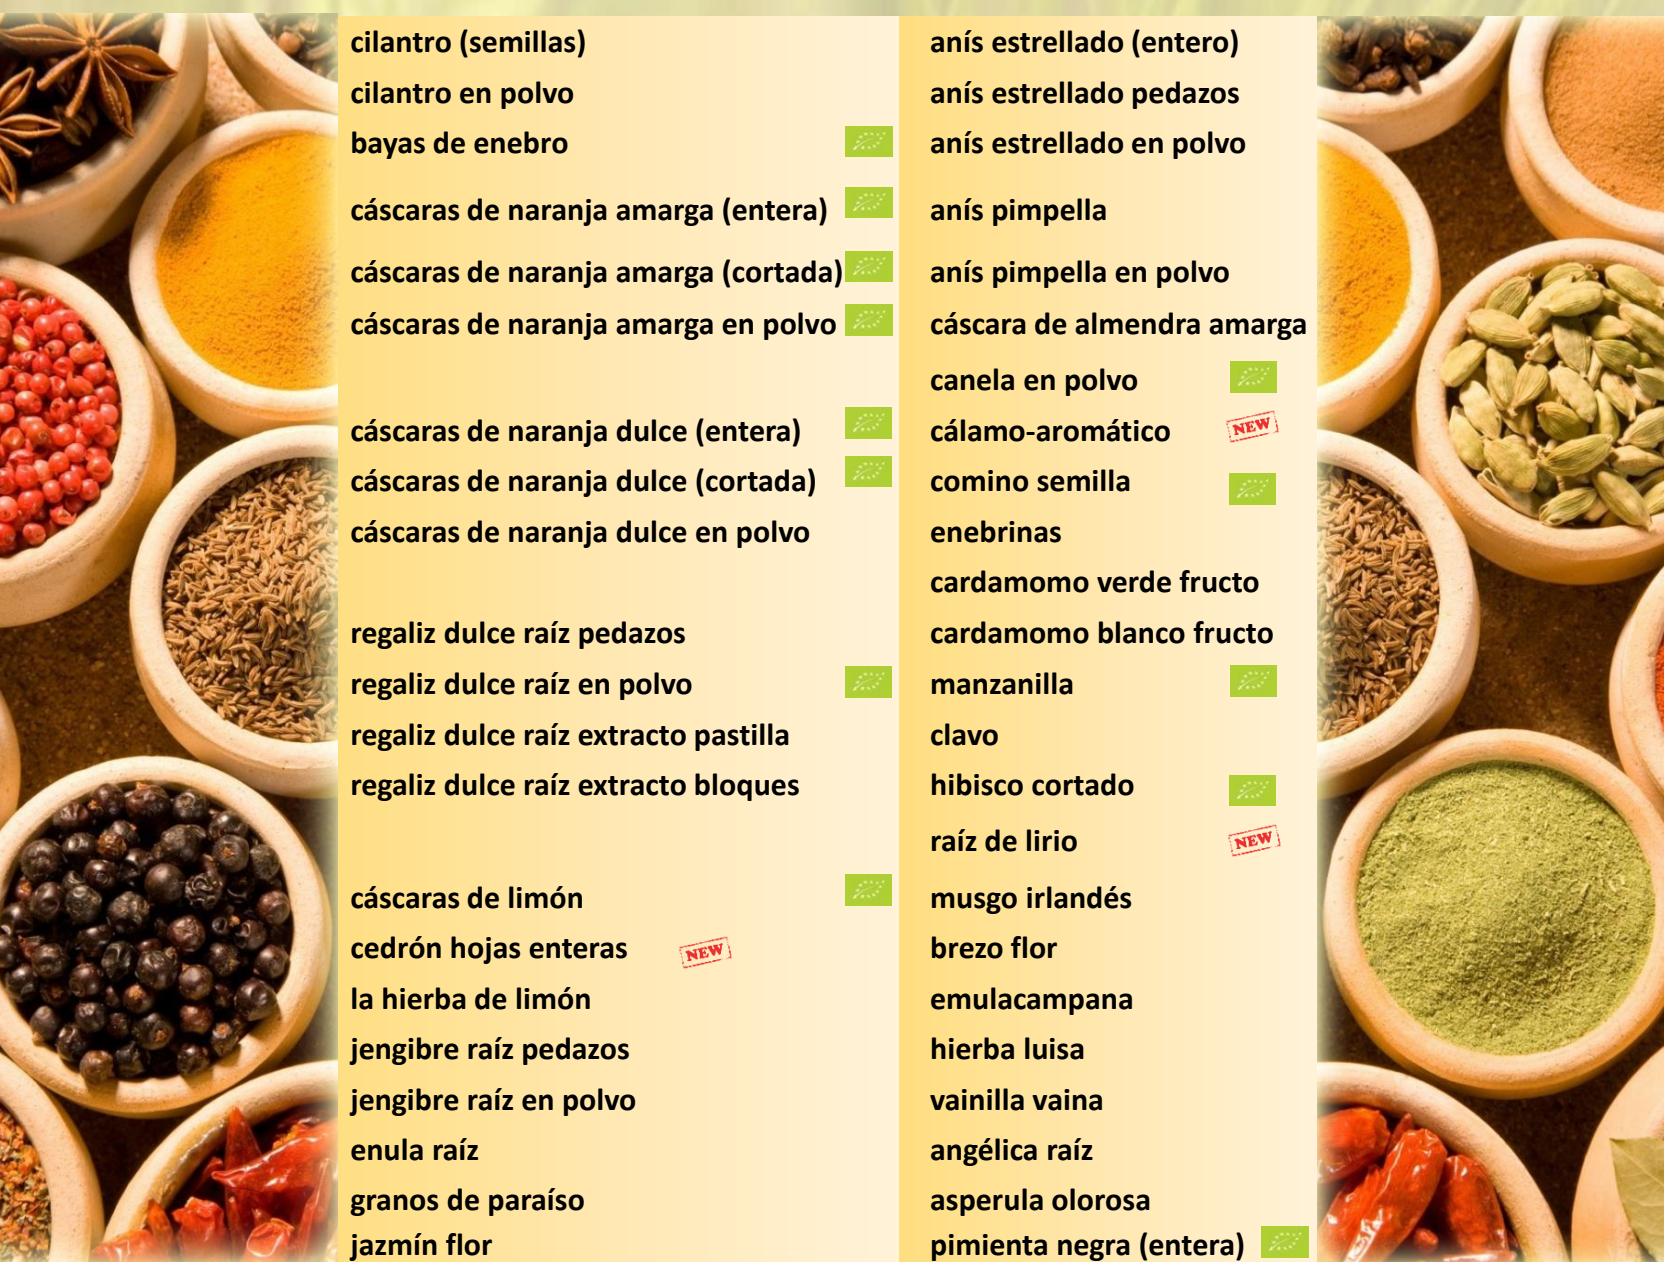 cilantro (semillas)
cilantro en polvo
bayas de enebro
cáscaras de naranja amarga (entera)
cáscaras de naranja amarga (cortada)
cáscaras de naranja amarga en polvo
cáscaras de naranja dulce (entera)
cáscaras de naranja dulce (cortada)
cáscaras de naranja dulce en polvo
regaliz dulce raíz pedazos
regaliz dulce raíz en polvo
regaliz dulce raíz extracto pastilla
regaliz dulce raíz extracto bloques
cáscaras de limón
cedrón hojas enteras NEW
la hierba de limón
jengibre raíz pedazos
jengibre raíz en polvo
enula raíz
granos de paraíso
jazmín flor
anís estrellado (entero)
anís estrellado pedazos
anís estrellado en polvo
anís pimpella
anís pimpella en polvo
cáscara de almendra amarga
canela en polvo
cálamo-aromático NEW
comino semilla
enebrinas
cardamomo verde fructo
cardamomo blanco fructo
manzanilla
clavo
hibisco cortado
raíz de lirio NEW
musgo irlandés
brezo flor
emulacampana
hierba luisa
vainilla vaina
angélica raíz
asperula olorosa
pimienta negra (entera)